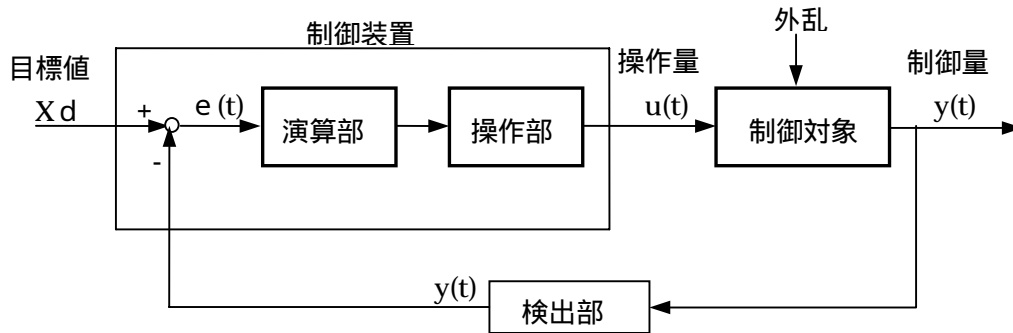 外乱
制御装置
目標値
操作量
制御量
Xd
+
e(t)
演算部
操作部
u(t)
制御対象
y(t)
-
y(t)
検出部